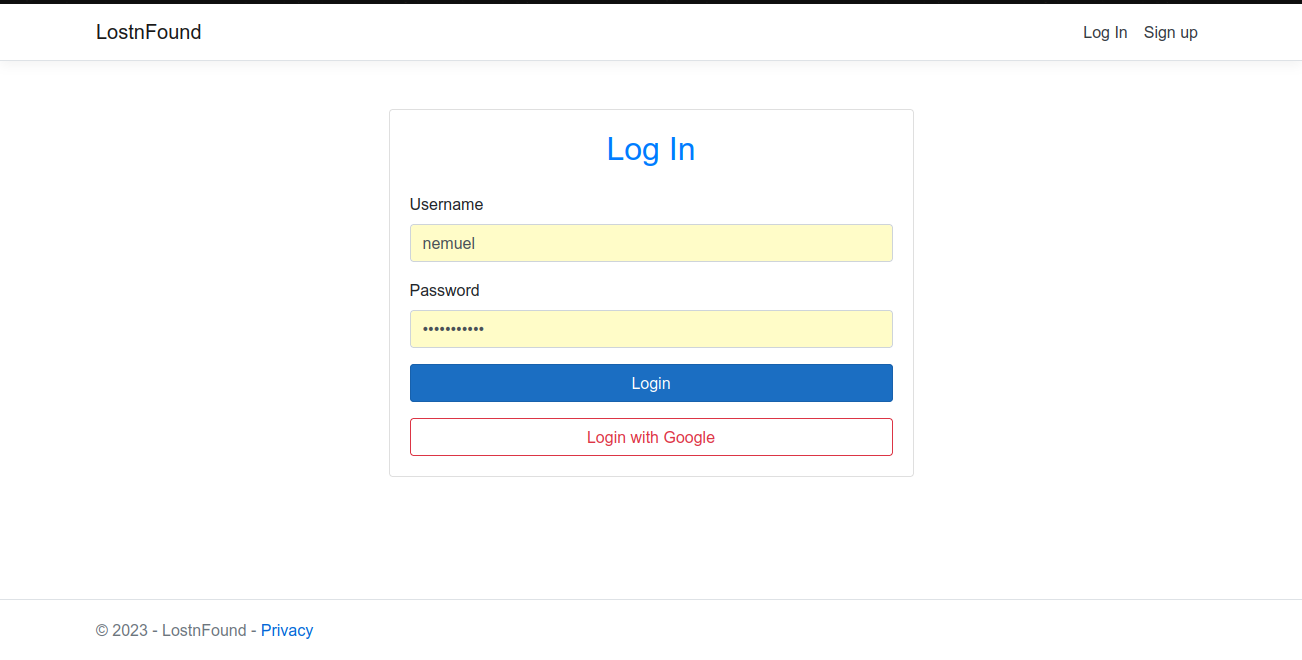 LostnFound Log In Sign up
Log In
Username
nemuel
Password
•••••••••••
Login
Login with Google
© 2023 - LostnFound - Privacy